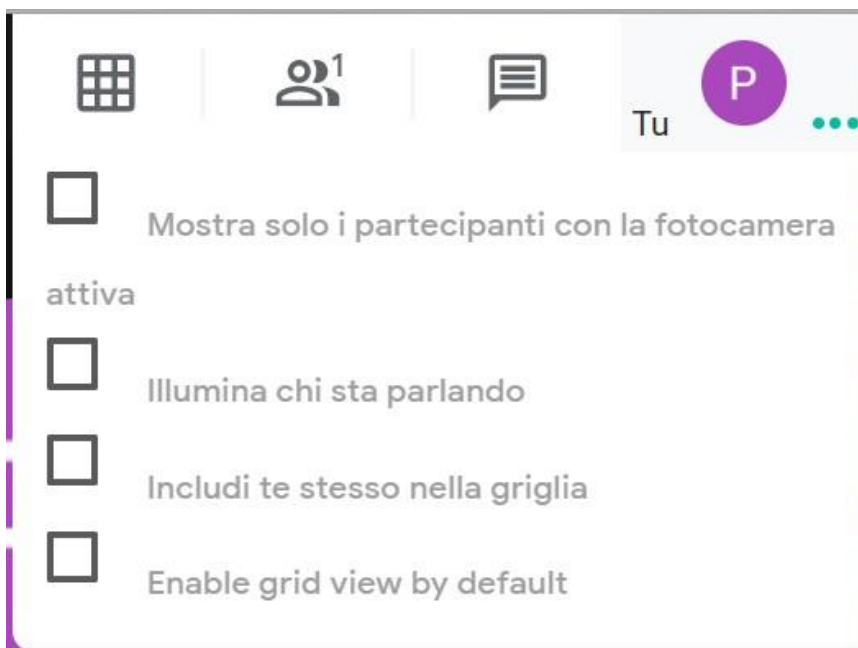 1
P
Tu
Mostra solo i partecipanti con la fotocamera
attiva
Illumina chi sta parlando
Includi te stesso nella griglia
Enable grid view by default